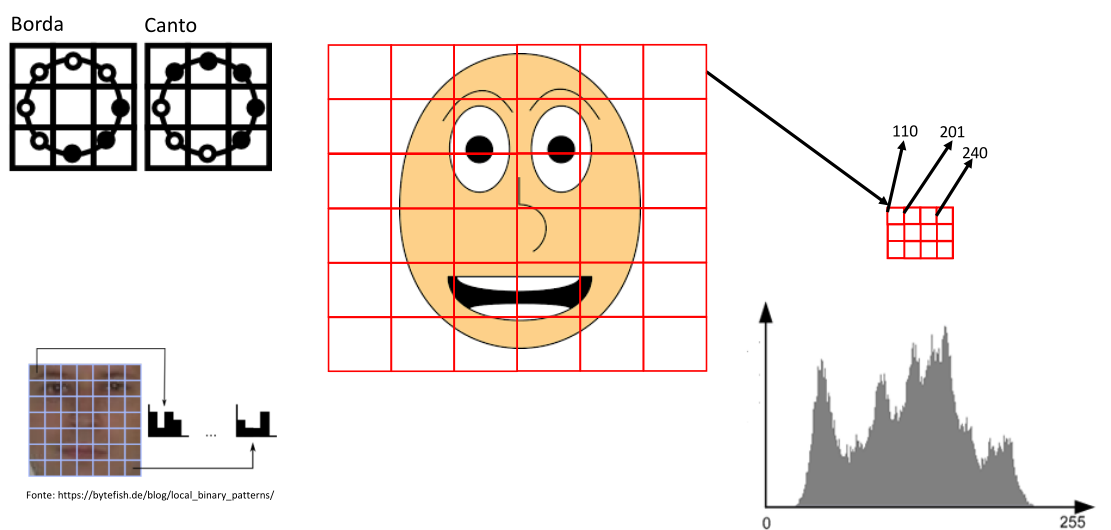 Borda
Canto
110
201
240
...
Fonte: https://bytefish.de/blog/local_binary_patterns/
0
255